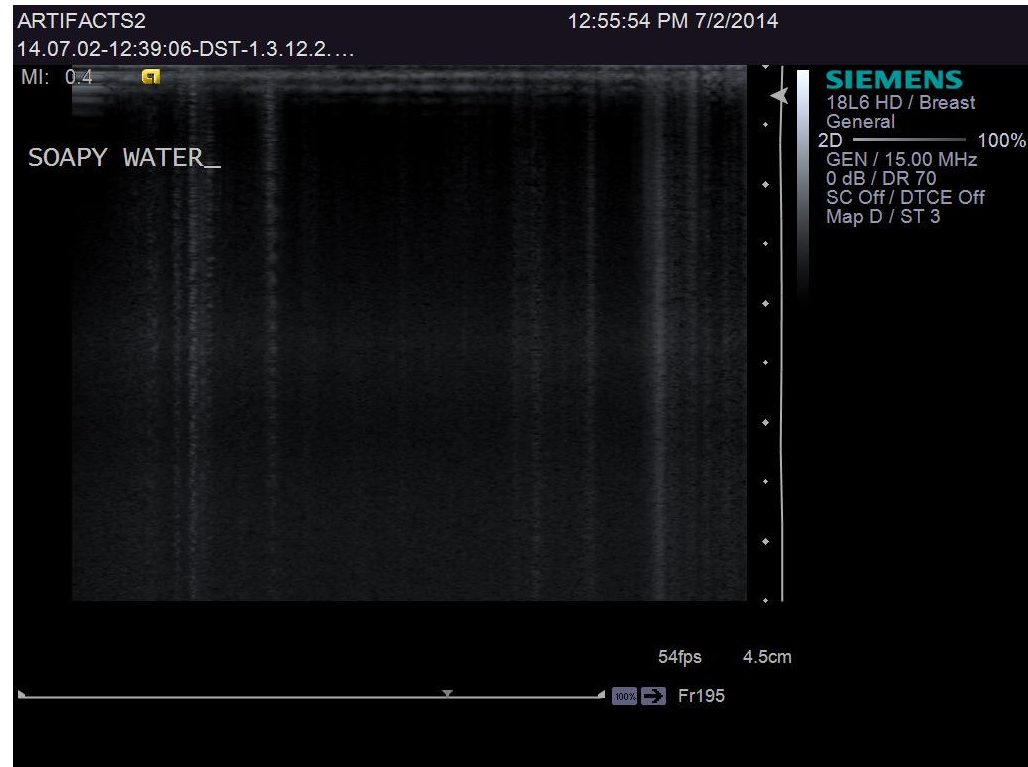 ARTIFACTS2
12:55:54 PM 7/2/2014
14.07.02-12:39:06-DST-1.3.12.2....
MI: 0.4
SOAPY WATER_
SIEMENS
18L6 HD / Breast
General
2D 100%
GEN / 15.00 MHz
0 dB / DR 70
SC Off / DTCE Off
Map D / ST 3
54fps 4.5cm
100% Fr195